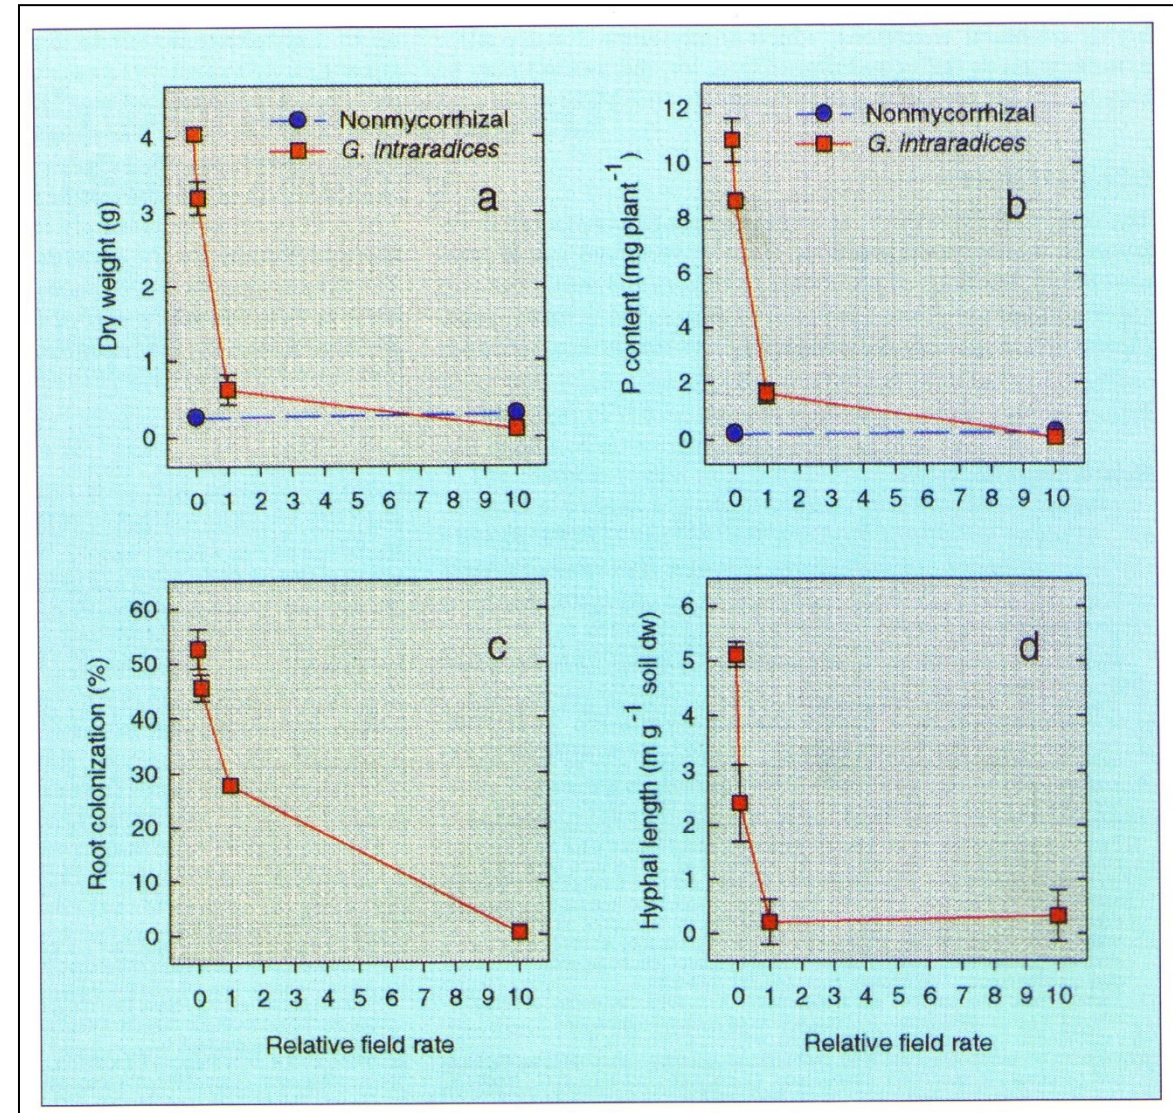 Nonmycorrhizal
G. intraradices
a
Dry weight (g)
4
3
2
1
0
0 1 2 3 4 5 6 7 8 9 10
Nonmycorrhizal
G. intraradices
b
P content (mg plant⁻¹)
12
10
8
6
4
2
0
0 1 2 3 4 5 6 7 8 9 10
c
Root colonization (%)
60
50
40
30
20
10
0
0 1 2 3 4 5 6 7 8 9 10
Relative field rate
d
Hyphal length (m g⁻¹ soil dw)
6
5
4
3
2
1
0
0 1 2 3 4 5 6 7 8 9 10
Relative field rate